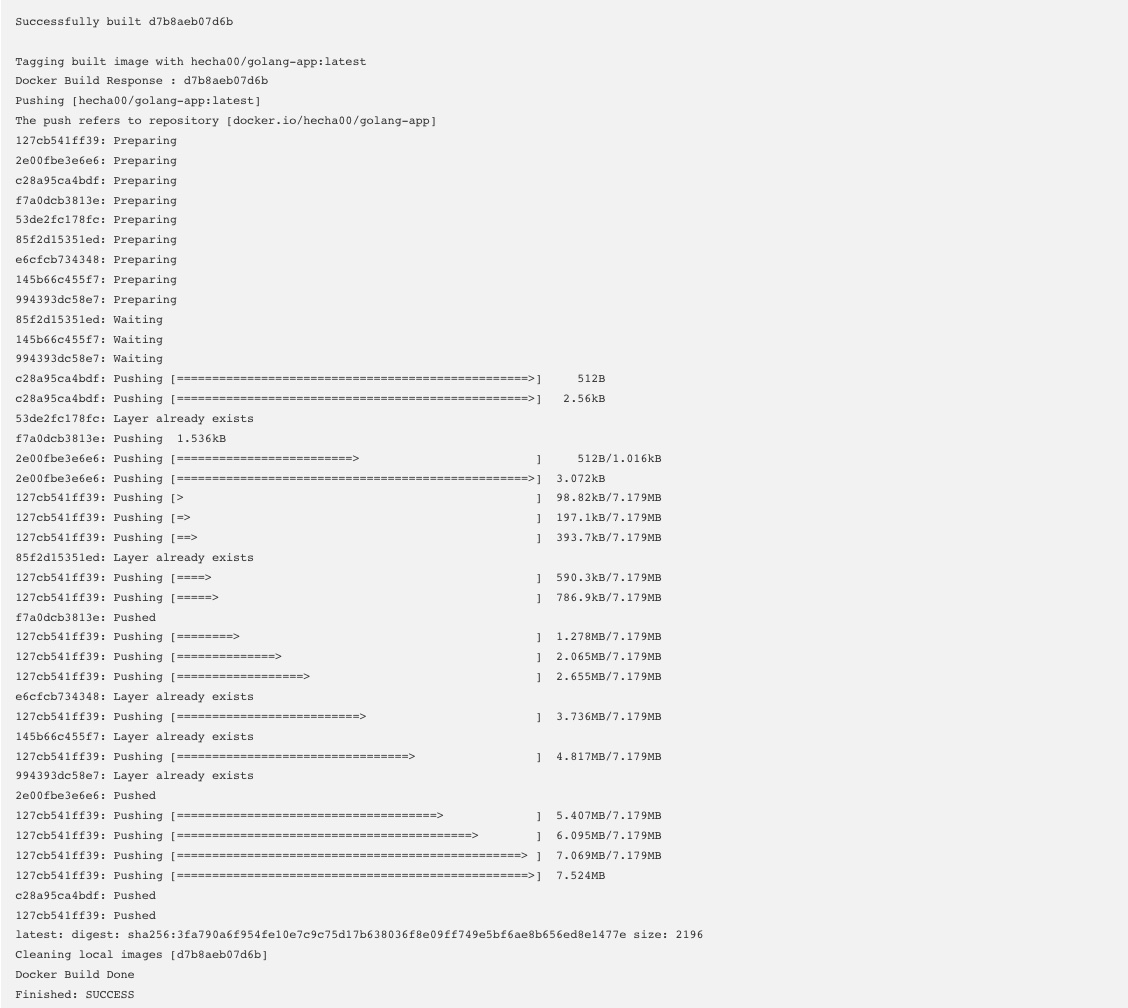 Successfully built d7b8aeb07d6b
Tagging built image with hecha00/golang-app:latest
Docker Build Response : d7b8aeb07d6b
Pushing [hecha00/golang-app:latest]
The push refers to repository [docker.io/hecha00/golang-app]
127cb541ff39: Preparing
2e00fbe3e6e6: Preparing
c28a95ca4bdf: Preparing
f7a0dcb3813e: Preparing
53de2fc178fc: Preparing
85f2d15351ed: Preparing
e6cfcb734348: Preparing
145b66c455f7: Preparing
994393dc58e7: Preparing
85f2d15351ed: Waiting
145b66c455f7: Waiting
994393dc58e7: Waiting
c28a95ca4bdf: Pushing [==================================================>]     512B
c28a95ca4bdf: Pushing [==================================================>]   2.56kB
53de2fc178fc: Layer already exists
f7a0dcb3813e: Pushing  1.536kB
2e00fbe3e6e6: Pushing [=========================>                         ]     512B/1.016kB
2e00fbe3e6e6: Pushing [==================================================>]  3.072kB
127cb541ff39: Pushing [>                                                  ]  98.82kB/7.179MB
127cb541ff39: Pushing [=>                                                 ]  197.1kB/7.179MB
127cb541ff39: Pushing [==>                                                ]  393.7kB/7.179MB
85f2d15351ed: Layer already exists
127cb541ff39: Pushing [====>                                              ]  590.3kB/7.179MB
127cb541ff39: Pushing [=====>                                             ]  786.9kB/7.179MB
f7a0dcb3813e: Pushed
127cb541ff39: Pushing [========>                                          ]  1.278MB/7.179MB
127cb541ff39: Pushing [==============>                                    ]  2.065MB/7.179MB
127cb541ff39: Pushing [==================>                                ]  2.655MB/7.179MB
e6cfcb734348: Layer already exists
127cb541ff39: Pushing [==========================>                        ]  3.736MB/7.179MB
145b66c455f7: Layer already exists
127cb541ff39: Pushing [=================================>                 ]  4.817MB/7.179MB
994393dc58e7: Layer already exists
2e00fbe3e6e6: Pushed
127cb541ff39: Pushing [=====================================>             ]  5.407MB/7.179MB
127cb541ff39: Pushing [==========================================>        ]  6.095MB/7.179MB
127cb541ff39: Pushing [=================================================> ]  7.069MB/7.179MB
127cb541ff39: Pushing [==================================================>]  7.524MB
c28a95ca4bdf: Pushed
127cb541ff39: Pushed
latest: digest: sha256:3fa790a6f954fe10e7c9c75d17b638036f8e09ff749e5bf6ae8b656ed8e1477e size: 2196
Cleaning local images [d7b8aeb07d6b]
Docker Build Done
Finished: SUCCESS